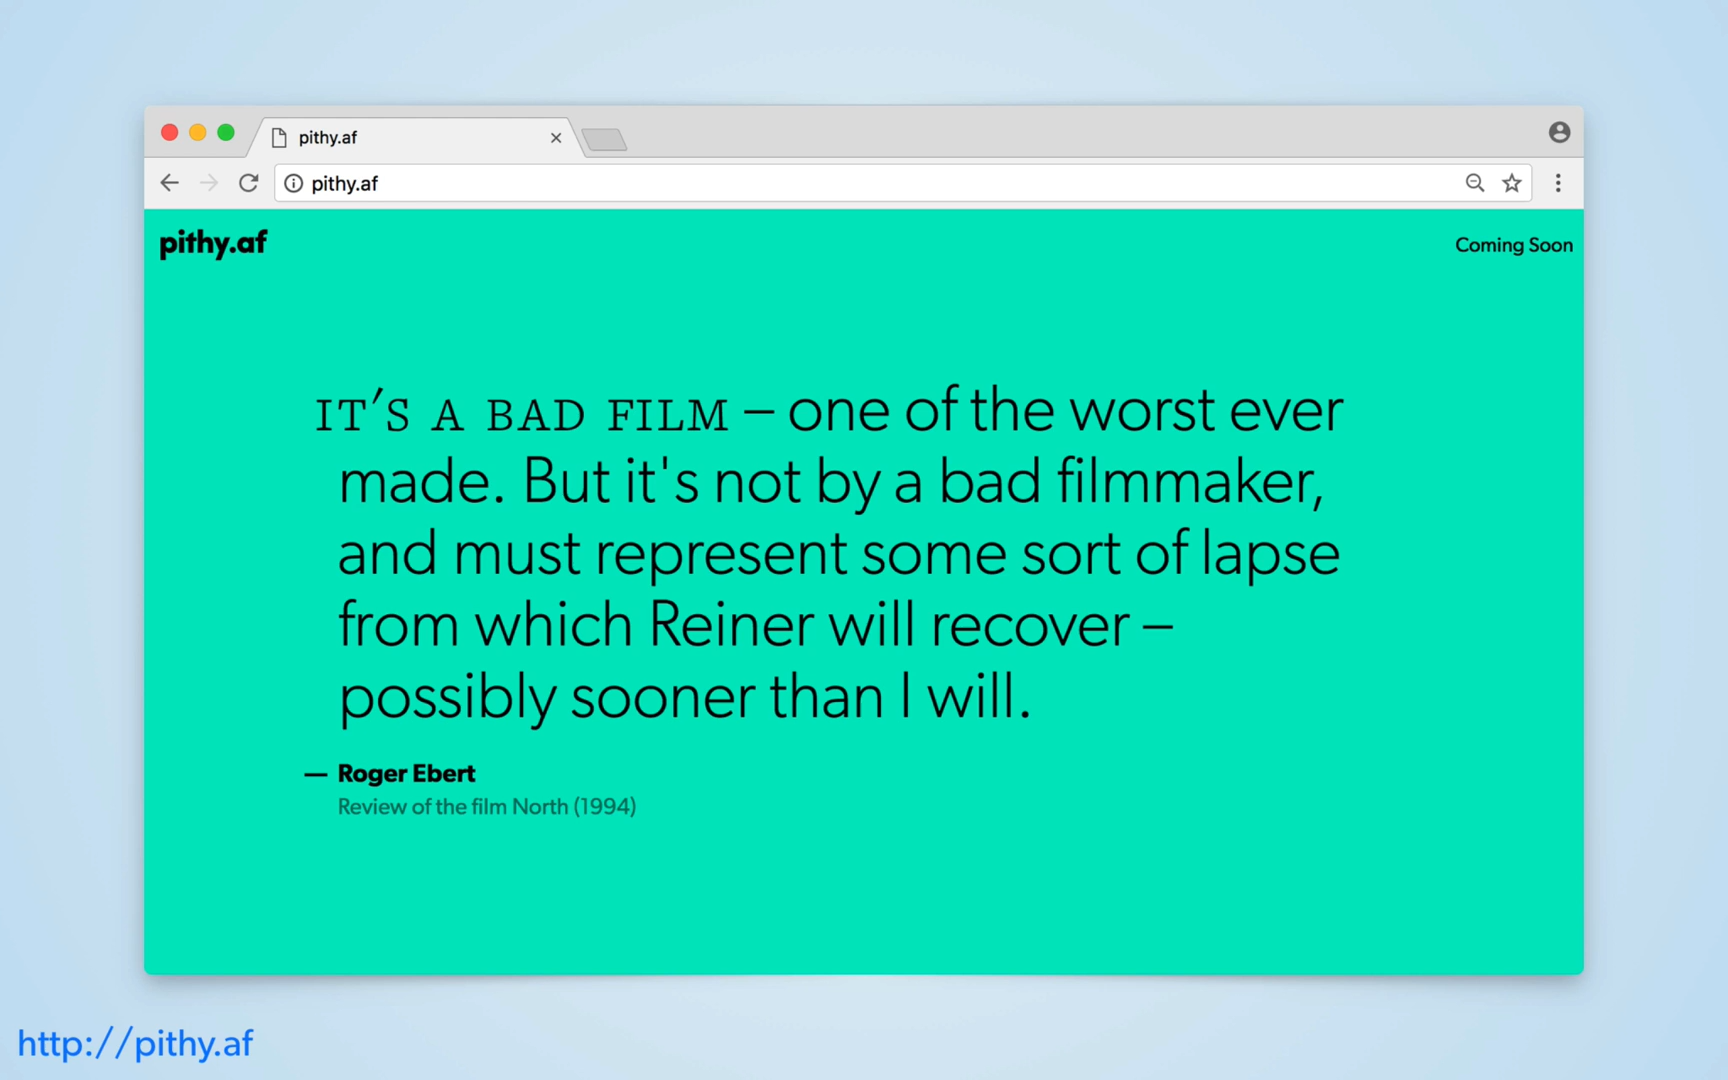 pithy.af
pithy.af
pithy.af
Coming Soon
IT'S A BAD FILM – one of the worst ever
made. But it's not by a bad filmmaker,
and must represent some sort of lapse
from which Reiner will recover –
possibly sooner than I will.
— Roger Ebert
Review of the film North (1994)
http://pithy.af